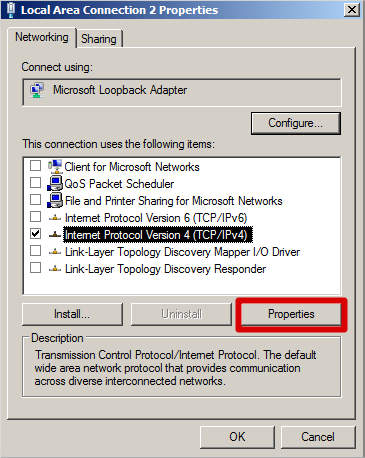 Local Area Connection 2 Properties
Networking
Sharing
Connect using:
Microsoft Loopback Adapter
Configure...
This connection uses the following items:
Client for Microsoft Networks
QoS Packet Scheduler
File and Printer Sharing for Microsoft Networks
Internet Protocol Version 6 (TCP/IPv6)
Internet Protocol Version 4 (TCP/IPv4)
Link-Layer Topology Discovery Mapper I/O Driver
Link-Layer Topology Discovery Responder
Install...
Uninstall
Properties
Description
Transmission Control Protocol/Internet Protocol. The default
wide area network protocol that provides communication
across diverse interconnected networks.
OK
Cancel